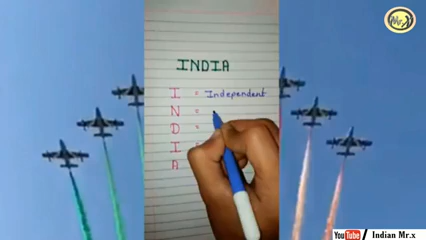 Mr.x
INDIA
I = Independent
N =
D =
I
A
YouTube / Indian Mr.x